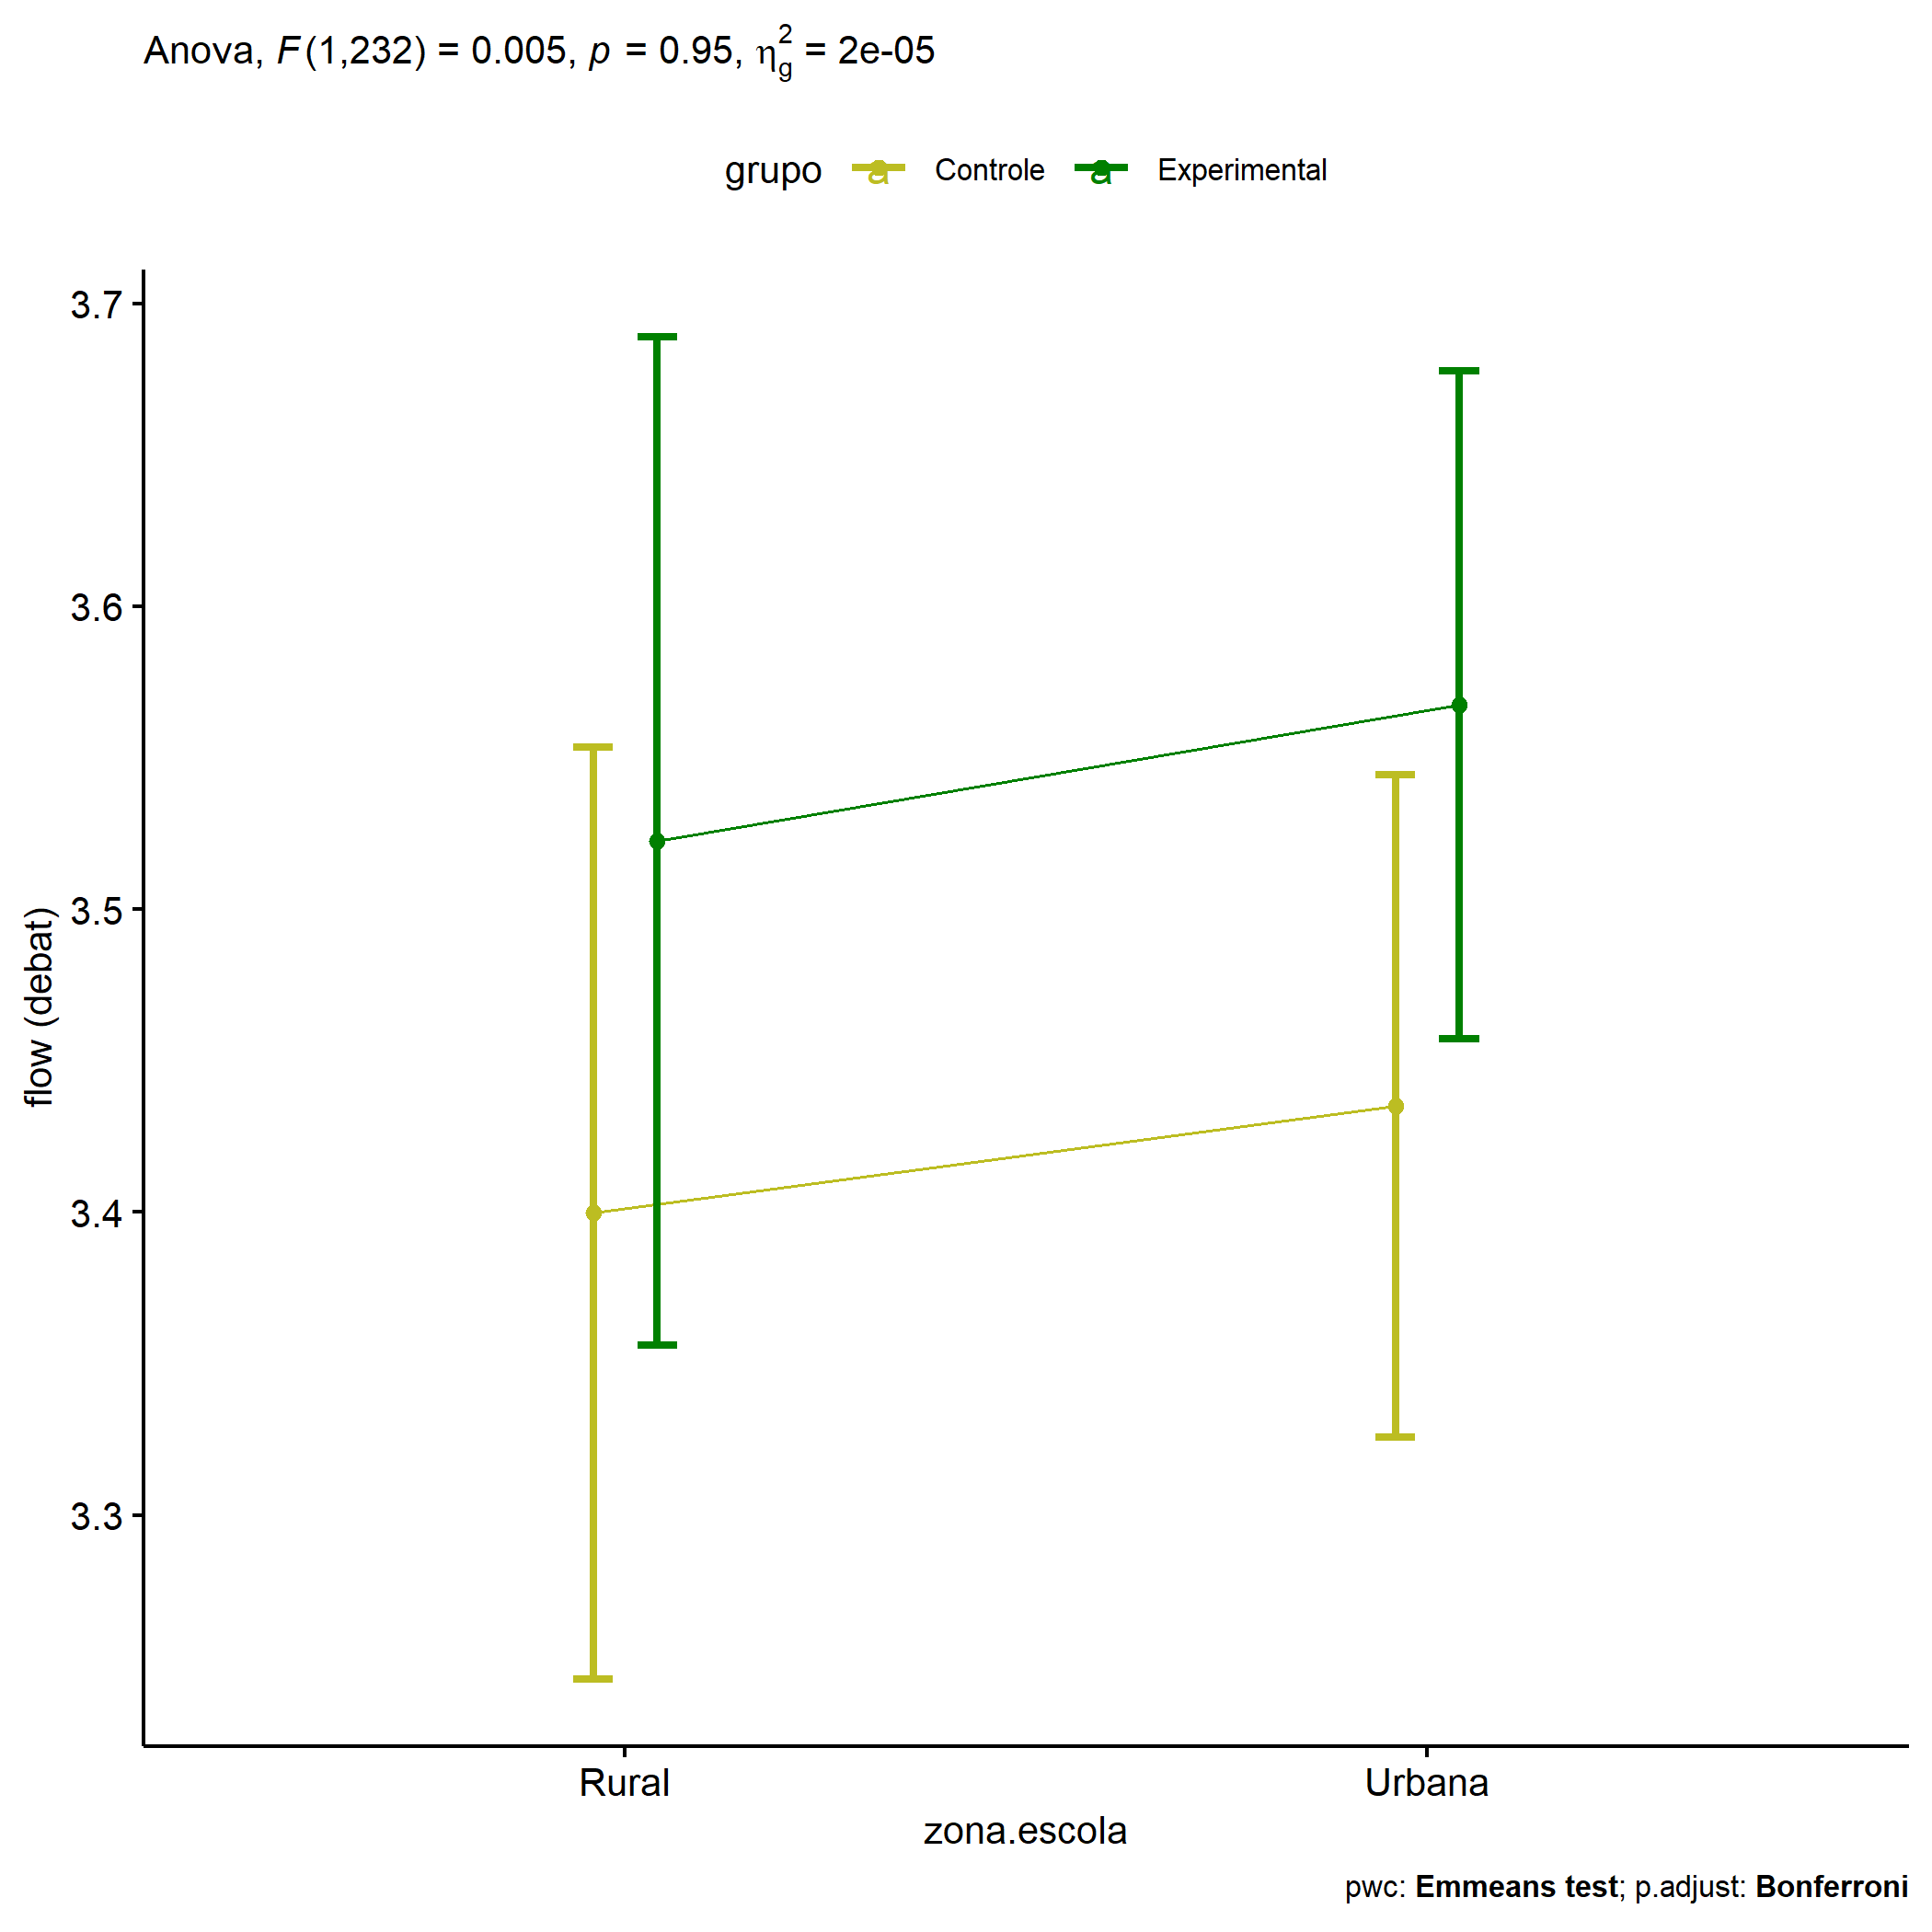 Anova, F(1,232) = 0.005, p = 0.95, η²g = 2e-05
grupo a Controle a Experimental
3.7
3.6
3.5
3.4
3.3
flow (debat)
Rural Urbana
zona.escola
pwc: Emmeans test; p.adjust: Bonferroni